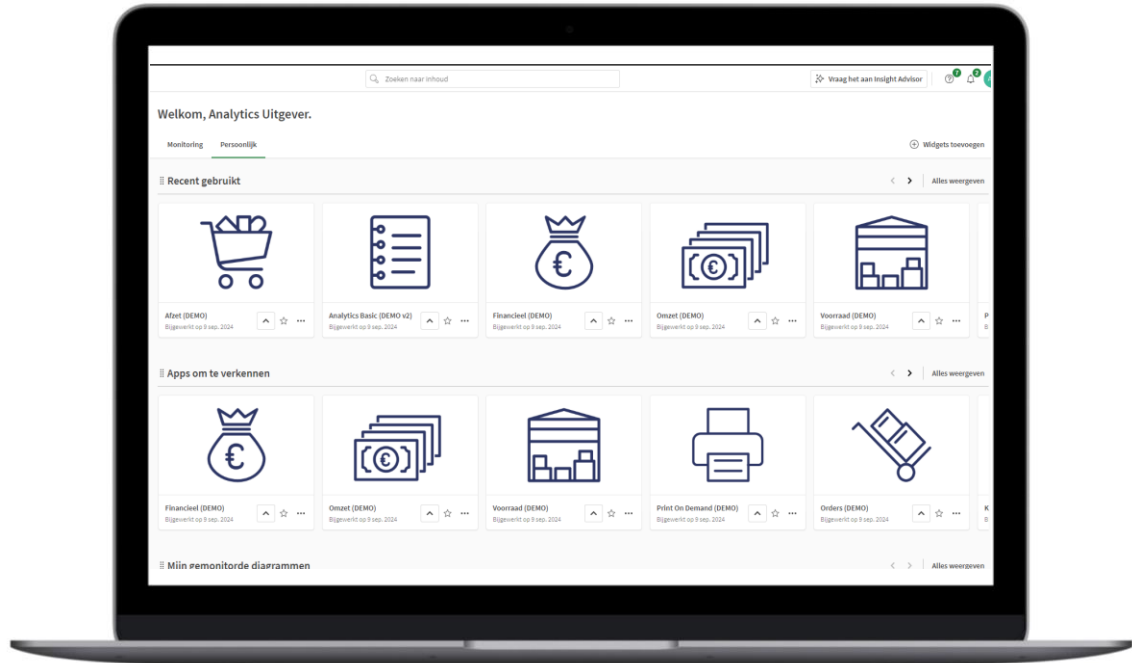 Zoeken naar inhoud
Vraag het aan Insight Advisor
7
2
Welkom, Analytics Uitgever.
Monitoring
Persoonlijk
Widgets toevoegen
Recent gebruikt
Alles weergeven
Afzet (DEMO)
Bijgewerkt op 9 sep. 2024
Analytics Basic (DEMO v2)
Bijgewerkt op 9 sep. 2024
€
Financieel (DEMO)
Bijgewerkt op 9 sep. 2024
€
Omzet (DEMO)
Bijgewerkt op 9 sep. 2024
Voorraad (DEMO)
Bijgewerkt op 9 sep. 2024
P
B
Apps om te verkennen
Alles weergeven
€
Financieel (DEMO)
Bijgewerkt op 9 sep. 2024
€
Omzet (DEMO)
Bijgewerkt op 9 sep. 2024
Voorraad (DEMO)
Bijgewerkt op 9 sep. 2024
Print On Demand (DEMO)
Bijgewerkt op 9 sep. 2024
Orders (DEMO)
Bijgewerkt op 9 sep. 2024
K
B
Mijn gemonitorde diagrammen
Alles weergeven